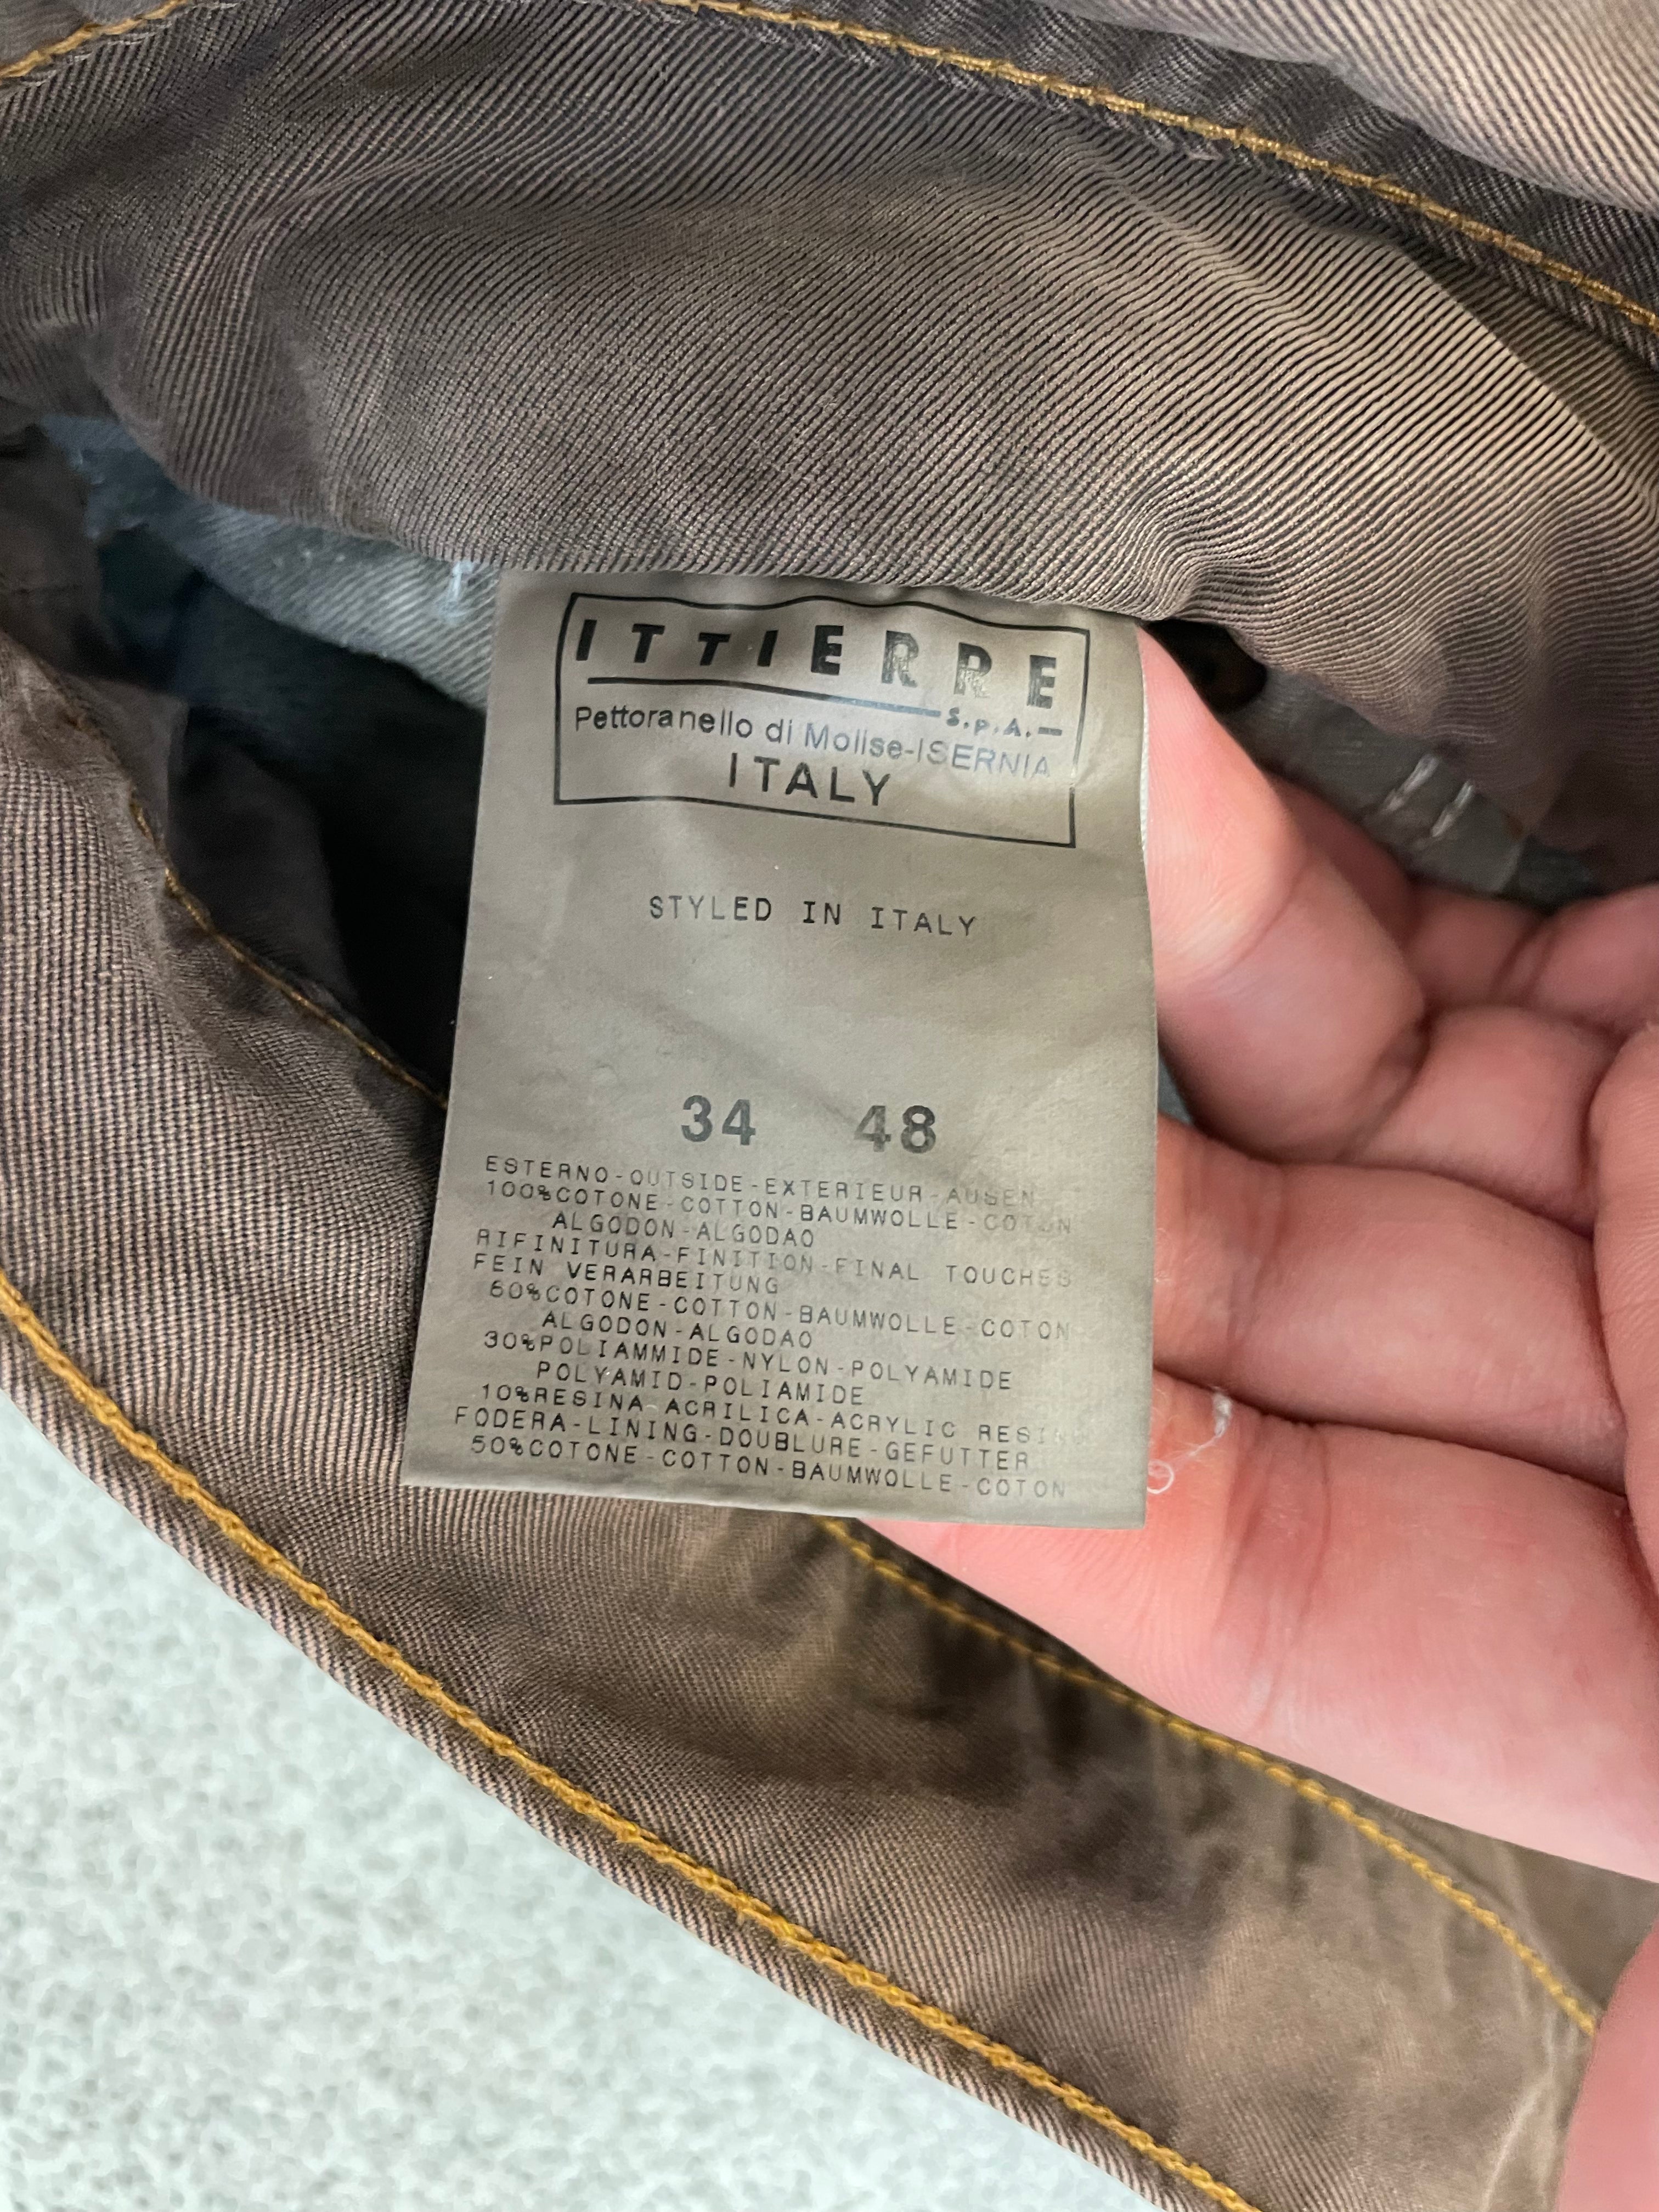 ITTIERRE
S.p.A.
Pettoranello di Molise-ISERNIA
ITALY
STYLED IN ITALY
34 48
ESTERNO-OUTSIDE-EXTERIEUR-AUSEN
100%COTONE-COTTON-BAUMWOLLE-COTON
ALGODON-ALGODAO
RIFINITURA-FINITION-FINAL TOUCHES
FEIN VERARBEITUNG
60%COTONE-COTTON-BAUMWOLLE-COTON
ALGODON-ALGODAO
30%POLIAMMIDE-NYLON-POLYAMIDE
POLYAMID-POLIAMIDE
10%RESINA ACRILICA-ACRYLIC RESIN
FODERA-LINING-DOUBLURE-GEFUTTER
50%COTONE-COTTON-BAUMWOLLE-COTON